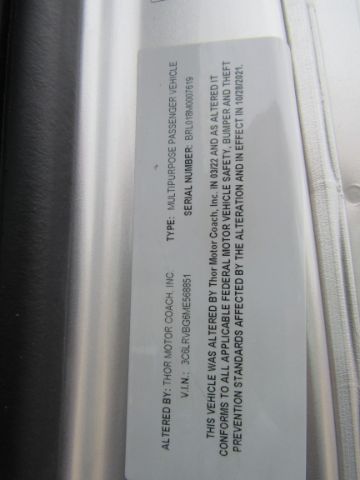 ALTERED BY: THOR MOTOR COACH, INC. TYPE: MULTIPURPOSE PASSENGER VEHICLE
V.I.N.: 3C6LRVBG6ME568851 SERIAL NUMBER: BRL018M0007619
THIS VEHICLE WAS ALTERED BY Thor Motor Coach, Inc. IN 03/22 AND AS ALTERED IT
CONFORMS TO ALL APPLICABLE FEDERAL MOTOR VEHICLE SAFETY, BUMPER AND THEFT
PREVENTION STANDARDS AFFECTED BY THE ALTERATION AND IN EFFECT IN 10/28/2021.